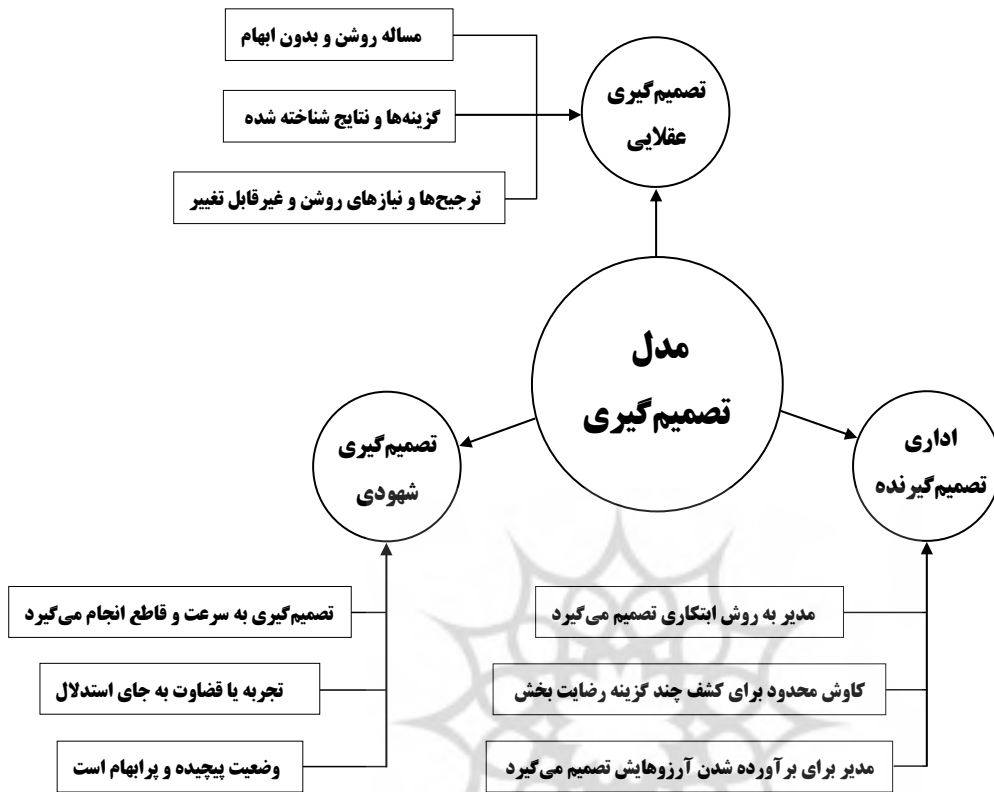 مساله روشن و بدون ابهام
گزینه‌ها و نتایج شناخته شده
ترجیح‌ها و نیازهای روشن و غیرقابل تغییر
تصمیم‌گیری
عقلایی
مدل
تصمیم‌گیری
اداری
تصمیم‌گیرنده
تصمیم‌گیری
شهودی
مدیر به روش ابتکاری تصمیم می‌گیرد
کاوش محدود برای کشف چند گزینه رضایت بخش
مدیر برای برآورده شدن آرزوهایش تصمیم می‌گیرد
تصمیم‌گیری به سرعت و قاطع انجام می‌گیرد
تجربه یا قضاوت به جای استدلال
وضعیت پیچیده و پرابهام است